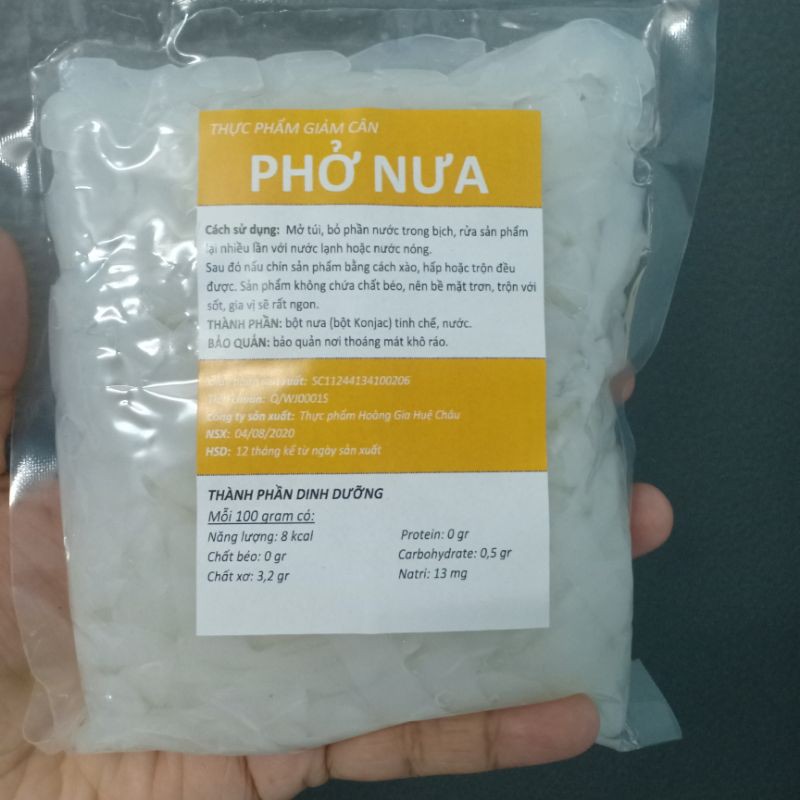 THỰC PHẨM GIẢM CÂN
PHỞ NƯA
Cách sử dụng: Mở túi, bỏ phần nước trong bịch, rửa sản phẩm
lại nhiều lần với nước lạnh hoặc nước nóng.
Sau đó nấu chín sản phẩm bằng cách xào, hấp hoặc trộn đều
được. Sản phẩm không chứa chất béo, nên bề mặt trơn, trộn với
sốt, gia vị sẽ rất ngon.
THÀNH PHẦN: bột nưa (bột Konjac) tinh chế, nước.
BẢO QUẢN: bảo quản nơi thoáng mát khô ráo.
Giấy phép sản xuất: SC11244134100206
Tiêu chuẩn: Q/WJ0001S
Công ty sản xuất: Thực phẩm Hoàng Gia Huệ Châu
NSX: 04/08/2020
HSD: 12 tháng kể từ ngày sản xuất
THÀNH PHẦN DINH DƯỠNG
Mỗi 100 gram có:
Năng lượng: 8 kcal Protein: 0 gr
Chất béo: 0 gr Carbohydrate: 0,5 gr
Chất xơ: 3,2 gr Natri: 13 mg